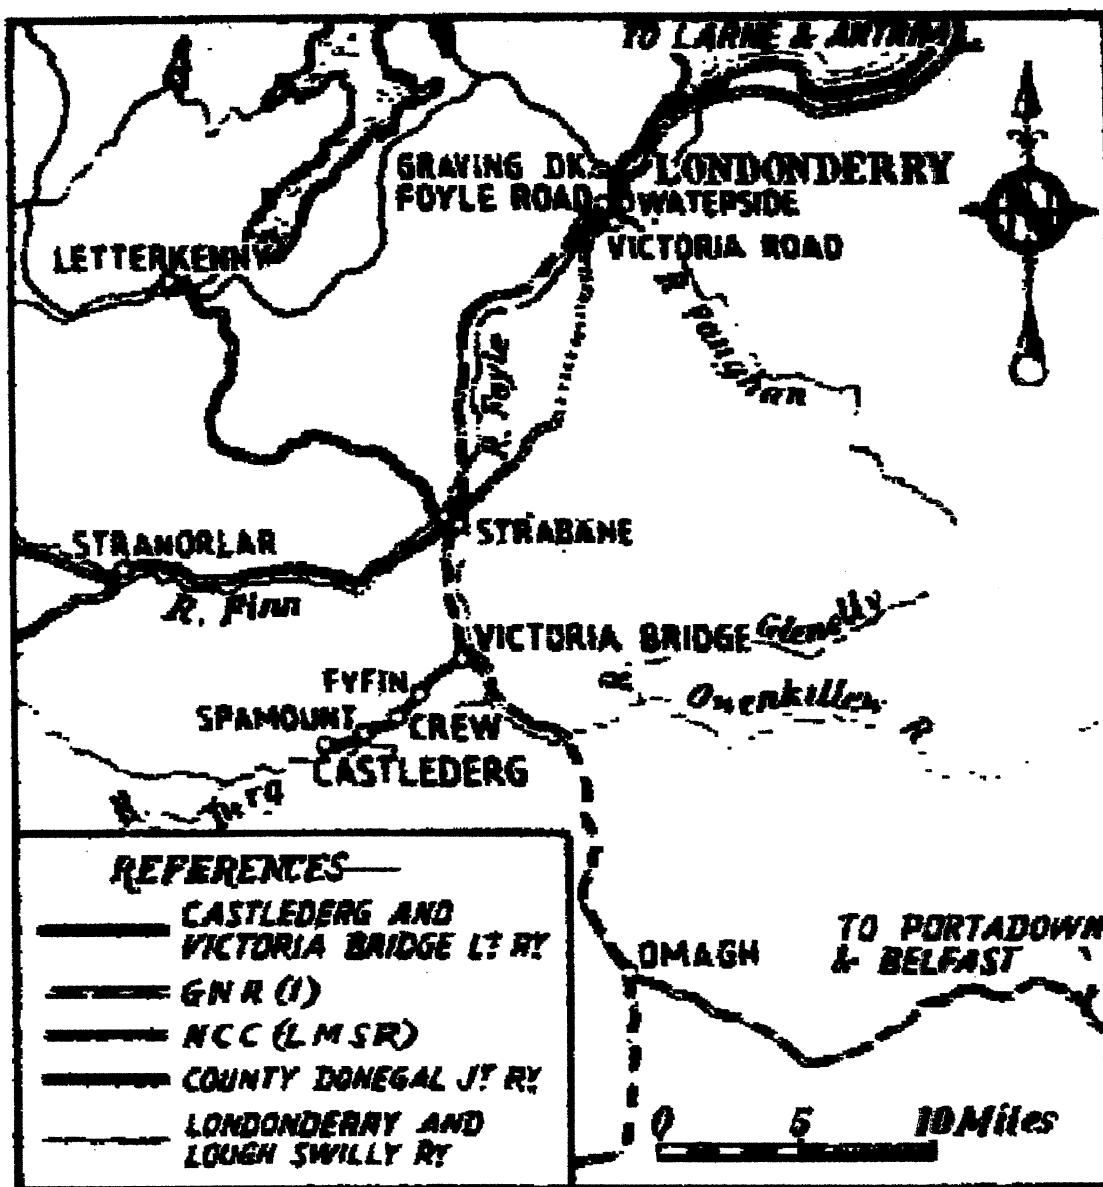 TO LARNE & ANTRIM
GRAVING DK.
LONDONDERRY
FOYLE ROAD
WATERSIDE
VICTORIA ROAD
LETTERKENNY
R. Foyle
R. Faughan
STRANORLAR
STRABANE
R. Finn
VICTORIA BRIDGE
Glenelly
R.
FYFIN
Owenkillew
R.
SPAMOUNT
CREW
CASTLEDERG
R. Derg
REFERENCES
CASTLEDERG AND
VICTORIA BRIDGE LT RY
GNR (I)
NCC (LMSR)
COUNTY DONEGAL JT RY
LONDONDERRY AND
LOUGH SWILLY RY
OMAGH
TO PORTADOWN
& BELFAST
0 5 10 Miles